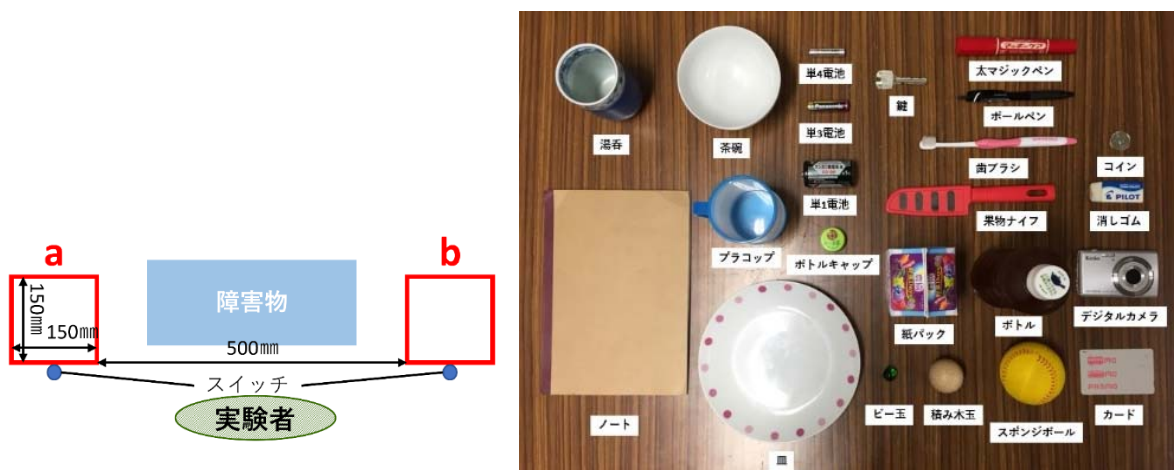 a
b
障害物
150㎜
150㎜
500㎜
スイッチ
実験者
単4電池
太マジックペン
鍵
ボールペン
湯呑
茶碗
単3電池
Panasonic
歯ブラシ
コイン
単1電池
PILOT
果物ナイフ
消しゴム
プラコップ
ボトルキャップ
紙パック
ボトル
デジタルカメラ
ノート
ビー玉
積み木玉
スポンジボール
カード
皿